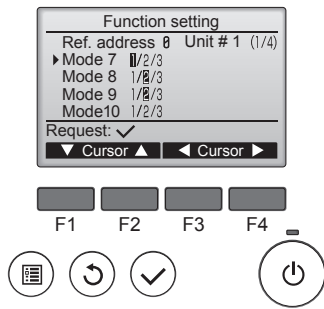 Function setting
Ref. address 0 Unit # 1 (1/4)
Mode 7 1/2/3
Mode 8 1/2/3
Mode 9 1/2/3
Mode10 1/2/3
Request: ✓
▼ Cursor ▲ ◀ Cursor ▶
F1 F2 F3 F4